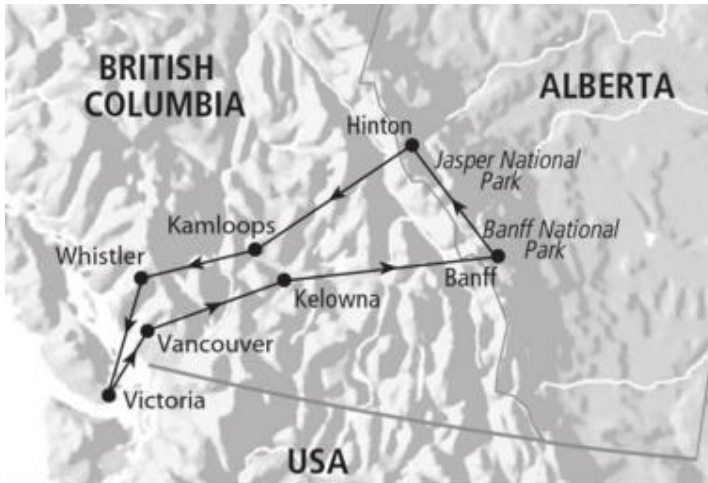 BRITISH
COLUMBIA
ALBERTA
Hinton
Jasper National
Park
Kamloops
Banff National
Park
Whistler
Banff
Kelowna
Vancouver
Victoria
USA